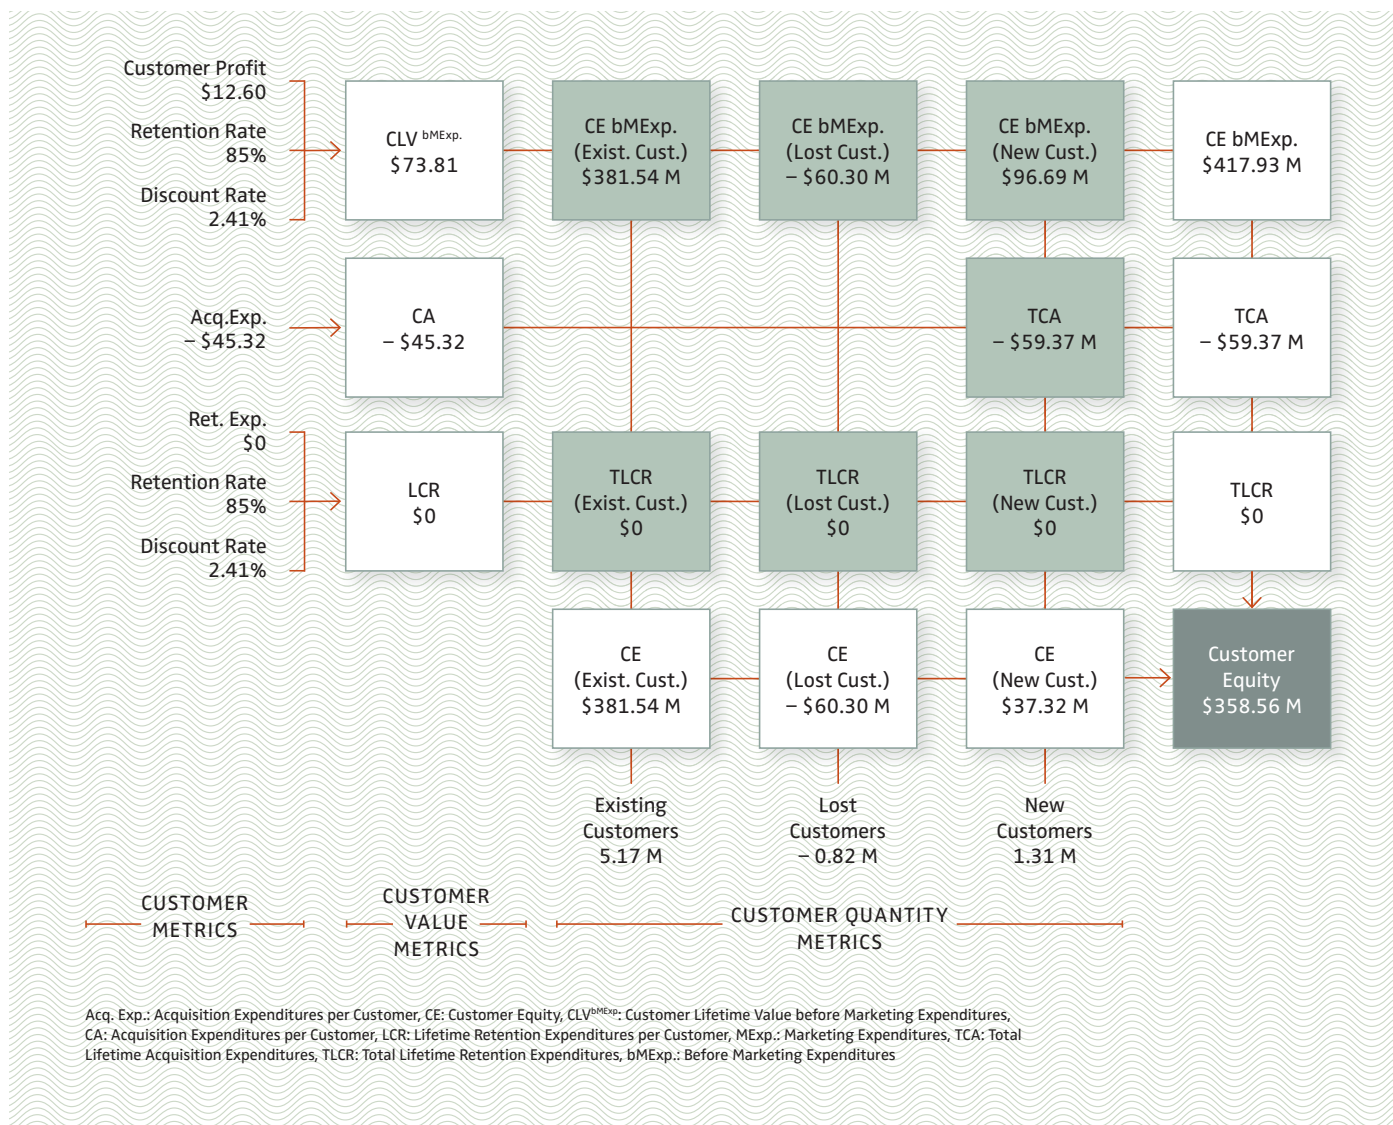 Customer Profit
$12.60
Retention Rate
85%
Discount Rate
2.41%
CLV bMExp.
$73.81
CE bMExp.
(Exist. Cust.)
$381.54 M
CE bMExp.
(Lost Cust.)
– $60.30 M
CE bMExp.
(New Cust.)
$96.69 M
CE bMExp.
$417.93 M
Acq.Exp.
– $45.32
CA
– $45.32
TCA
– $59.37 M
TCA
– $59.37 M
Ret. Exp.
$0
Retention Rate
85%
Discount Rate
2.41%
LCR
$0
TLCR
(Exist. Cust.)
$0
TLCR
(Lost Cust.)
$0
TLCR
(New Cust.)
$0
TLCR
$0
CE
(Exist. Cust.)
$381.54 M
CE
(Lost Cust.)
– $60.30 M
CE
(New Cust.)
$37.32 M
Customer
Equity
$358.56 M
Existing
Customers
5.17 M
Lost
Customers
– 0.82 M
New
Customers
1.31 M
CUSTOMER
METRICS
CUSTOMER
VALUE
METRICS
CUSTOMER QUANTITY
METRICS
Acq. Exp.: Acquisition Expenditures per Customer, CE: Customer Equity, CLVbMExp: Customer Lifetime Value before Marketing Expenditures,
CA: Acquisition Expenditures per Customer, LCR: Lifetime Retention Expenditures per Customer, MExp.: Marketing Expenditures, TCA: Total
Lifetime Acquisition Expenditures, TLCR: Total Lifetime Retention Expenditures, bMExp.: Before Marketing Expenditures